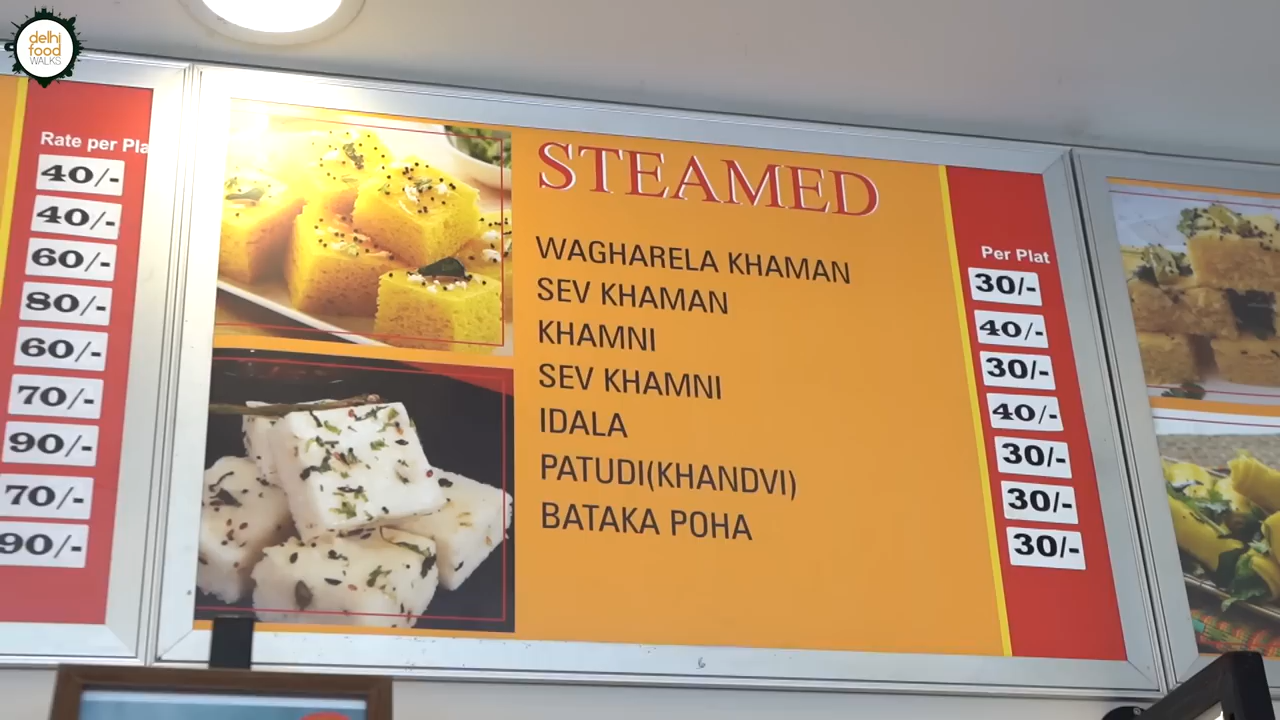 delhi
food
WALKS
Rate per Pla
40/-
40/-
60/-
80/-
60/-
70/-
90/-
70/-
90/-
STEAMED
Per Plat
WAGHARELA KHAMAN 30/-
SEV KHAMAN 40/-
KHAMNI 30/-
SEV KHAMNI 40/-
IDALA 30/-
PATUDI(KHANDVI) 30/-
BATAKA POHA 30/-